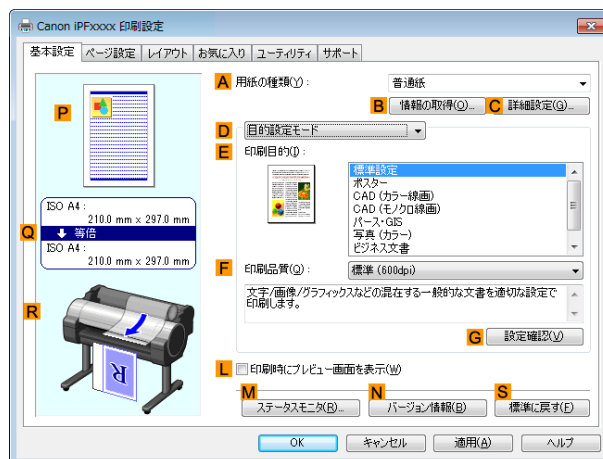 Canon iPFxxxx 印刷設定
基本設定 ページ設定 レイアウト お気に入り ユーティリティ サポート
P
A 用紙の種類(Y): 普通紙
B 情報の取得(O)... C 詳細設定(G)...
D 目的設定モード
E 印刷目的(I):
標準設定
ポスター
CAD (カラー線画)
CAD (モノクロ線画)
パース・GIS
写真 (カラー)
ビジネス文書
ISO A4 :
210.0 mm x 297.0 mm
Q 等倍
ISO A4 :
210.0 mm x 297.0 mm
F 印刷品質(Q): 標準 (600dpi)
文字/画像/グラフィックスなどの混在する一般的な文書を適切な設定で
印刷します。
R
R
G 設定確認(V)
L 印刷時にプレビュー画面を表示(W)
M N S
ステータスモニタ(R)... バージョン情報(B) 標準に戻す(F)
OK キャンセル 適用(A) ヘルプ